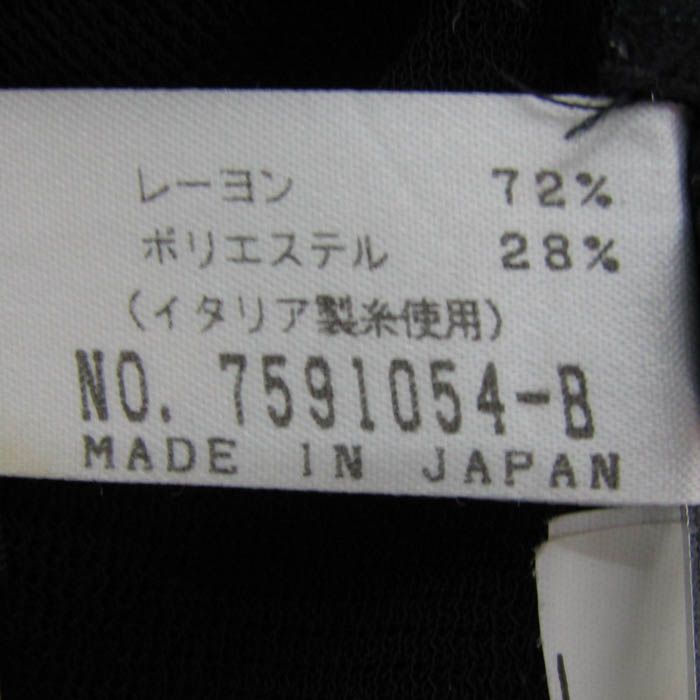 レーヨン 72%
ポリエステル 28%
(イタリア製糸使用)
NO. 7591054-B
MADE IN JAPAN